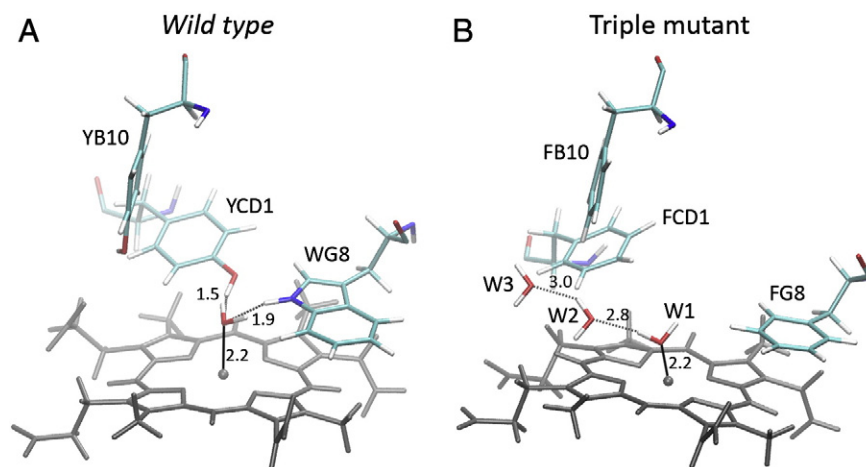 A
Wild type
YB10
YCD1
WG8
1.5
1.9
2.2
B
Triple mutant
FB10
FCD1
W3
3.0
W2
2.8
W1
FG8
2.2